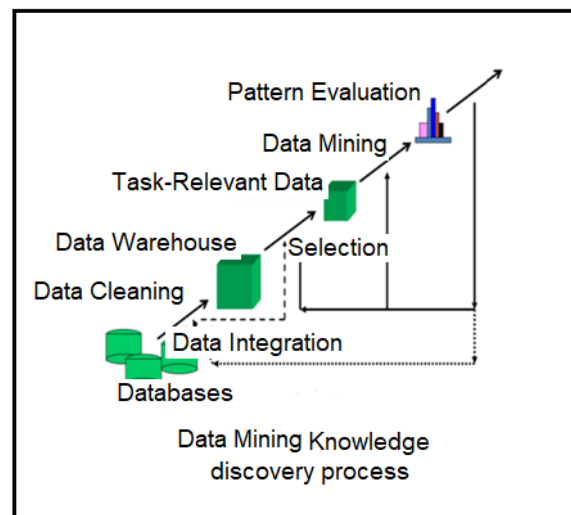 Pattern Evaluation
Data Mining
Task-Relevant Data
Data Warehouse
Selection
Data Cleaning
Data Integration
Databases
Data Mining Knowledge
discovery process